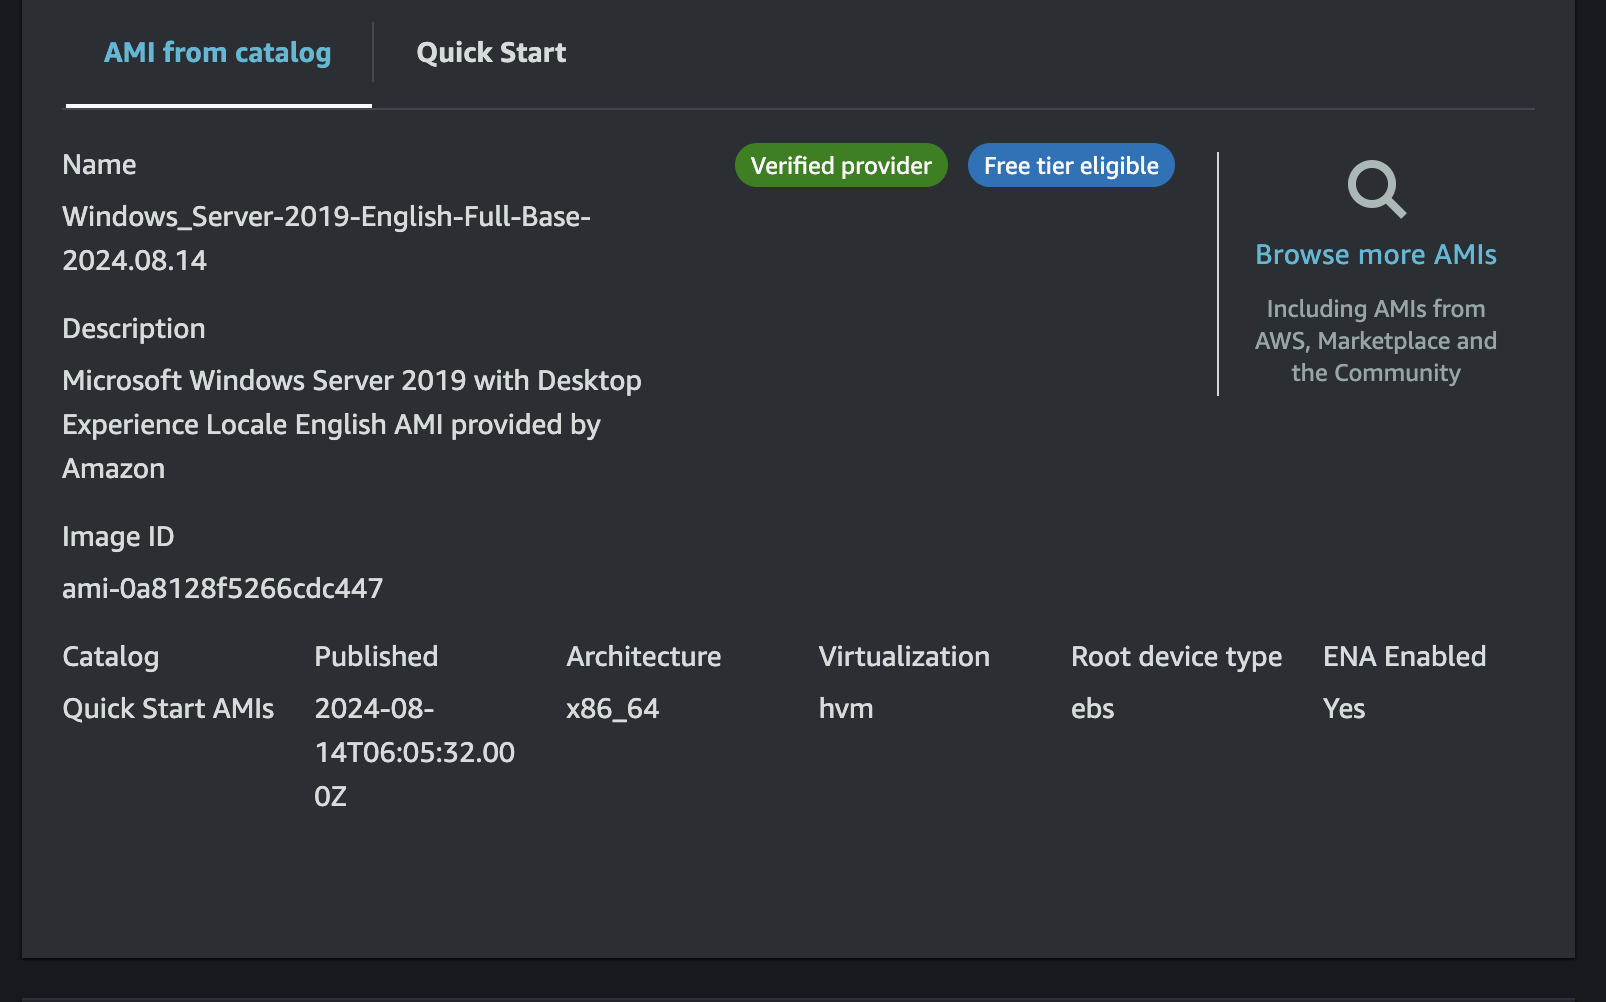 AMI from catalog
Quick Start
Name
Verified provider
Free tier eligible
Windows_Server-2019-English-Full-Base-
2024.08.14
Description
Microsoft Windows Server 2019 with Desktop
Experience Locale English AMI provided by
Amazon
Image ID
ami-0a8128f5266cdc447
Browse more AMIs
Including AMIs from
AWS, Marketplace and
the Community
Catalog
Quick Start AMIs
Published
2024-08-
14T06:05:32.00
0Z
Architecture
x86_64
Virtualization
hvm
Root device type
ebs
ENA Enabled
Yes